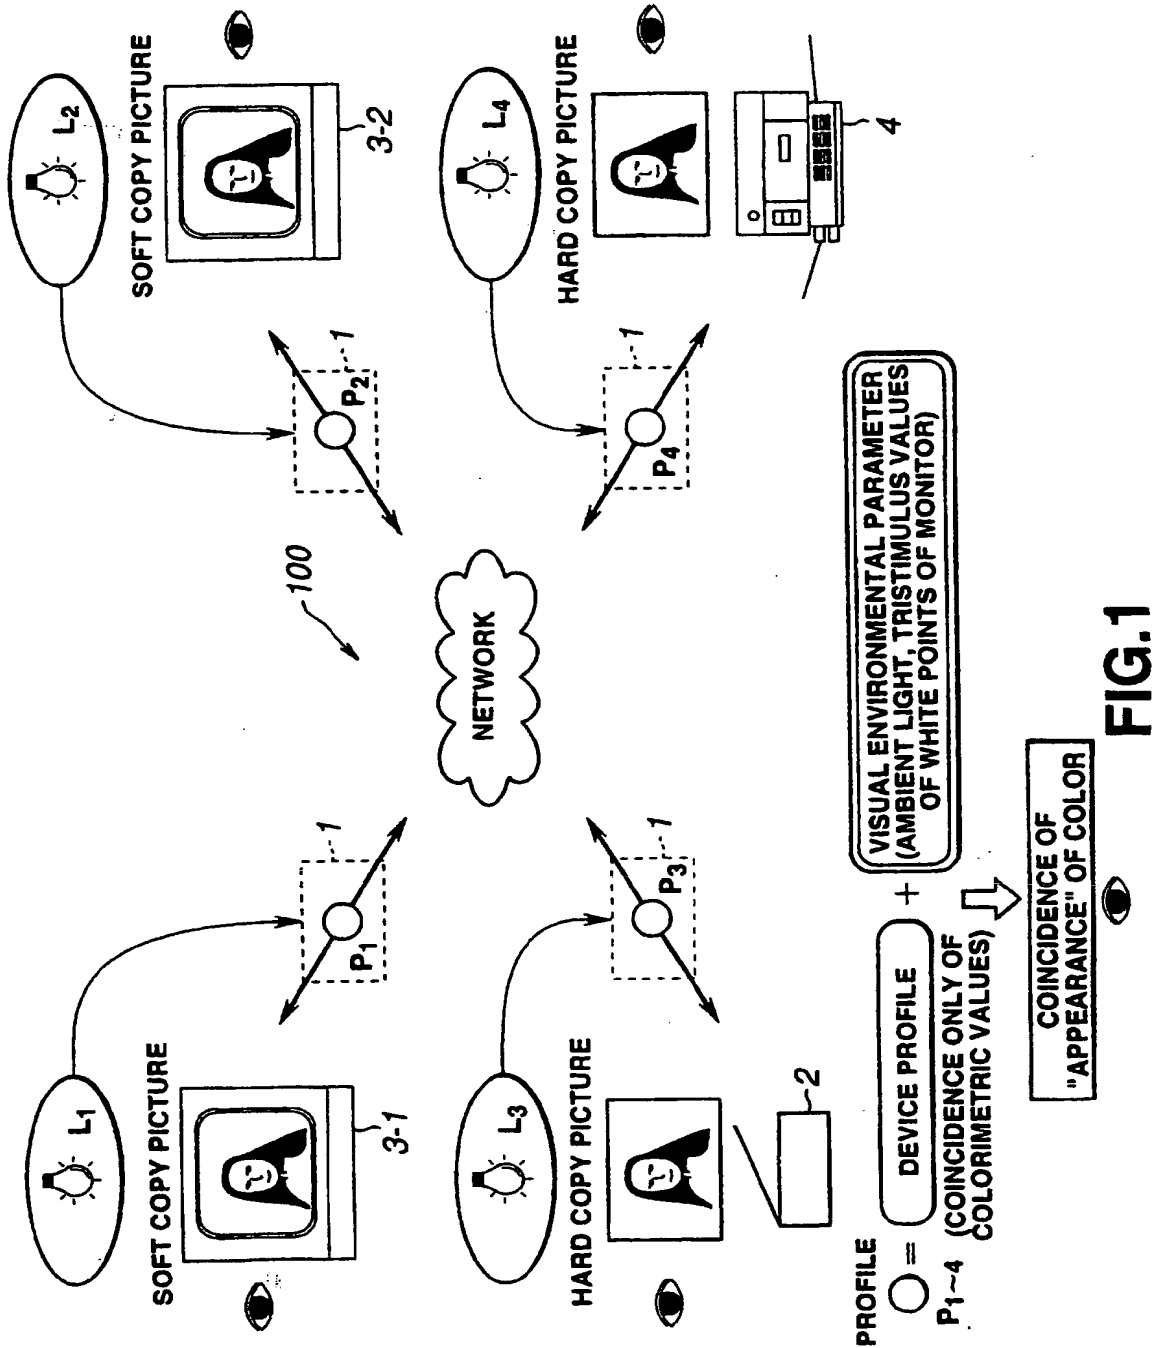 L1
SOFT COPY PICTURE
3-1
1
P1
100
L2
SOFT COPY PICTURE
3-2
1
P2
NETWORK
L3
HARD COPY PICTURE
2
1
P3
L4
HARD COPY PICTURE
4
1
P4
PROFILE
=
P1~4
DEVICE PROFILE
(COINCIDENCE ONLY OF
COLORIMETRIC VALUES)
+
VISUAL ENVIRONMENTAL PARAMETER
(AMBIENT LIGHT, TRISTIMULUS VALUES
OF WHITE POINTS OF MONITOR)
COINCIDENCE OF
"APPEARANCE" OF COLOR
FIG.1